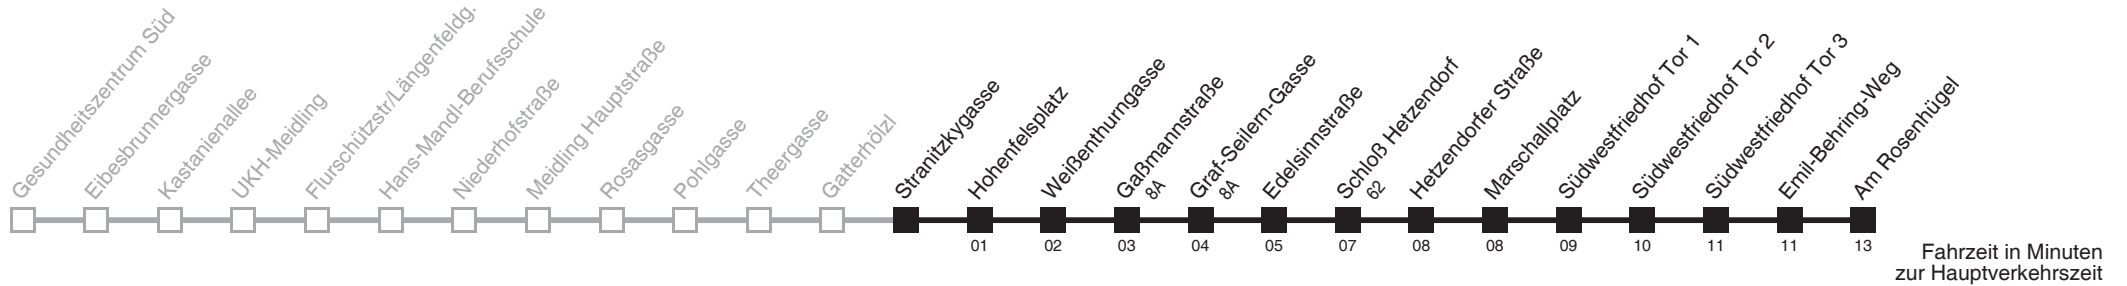 Gesundheitszentrum Süd
Eibesbrunnergasse
Kastanienallee
UKH-Meidling
Flurschützstr/Längenfeldg.
Hans-Mandl-Berufsschule
Niederhofstraße
Meidling Hauptstraße
Rosasgasse
Pohlgasse
Theergasse
Gatterhölzl
Stranitzkygasse
Hohenfelsplatz
Weißenthurngasse
Gaßmannstraße
8A
Graf-Seilern-Gasse
8A
Edelsinnstraße
Schloß Hetzendorf
62
Hetzendorfer Straße
Marschallplatz
Südwestfriedhof Tor 1
Südwestfriedhof Tor 2
Südwestfriedhof Tor 3
Emil-Behring-Weg
Am Rosenhügel
01 02 03 04 05 07 08 08 09 10 11 11 13
Fahrzeit in Minuten
zur Hauptverkehrszeit